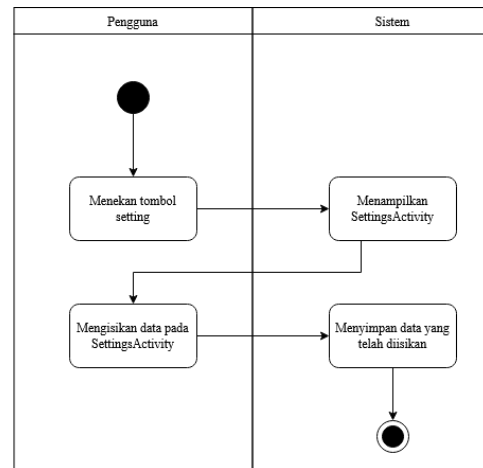 Pengguna
Sistem
Menekan tombol
setting
Menampilkan
SettingsActivity
Mengisikan data pada
SettingsActivity
Menyimpan data yang
telah diisikan